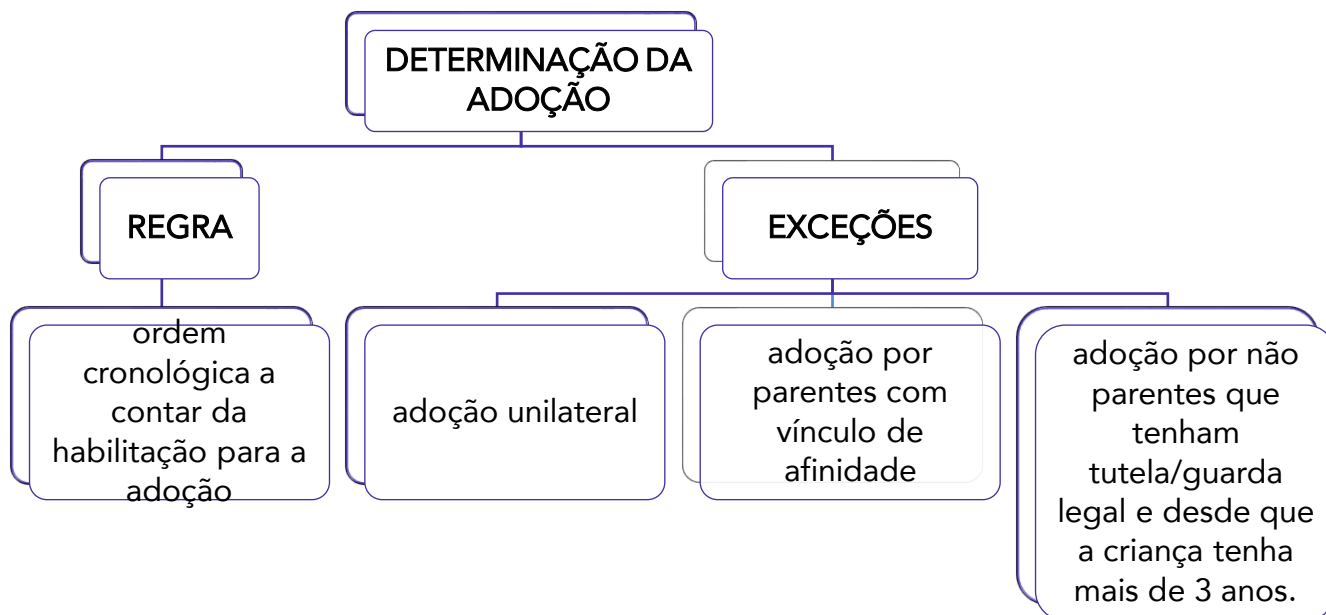 DETERMINAÇÃO DA
ADOÇÃO
REGRA
EXCEÇÕES
ordem
cronológica a
contar da
habilitação para a
adoção
adoção unilateral
adoção por
parentes com
vínculo de
afinidade
adoção por não
parentes que
tenham
tutela/guarda
legal e desde que
a criança tenha
mais de 3 anos.